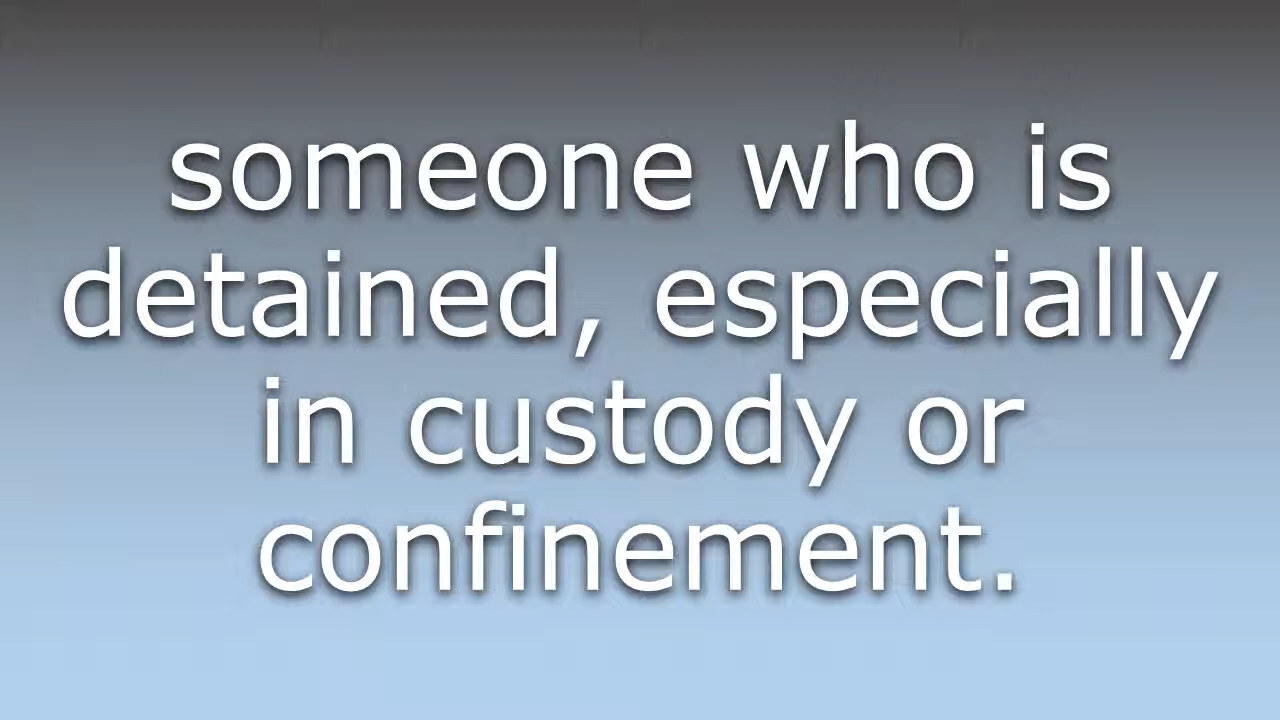 someone who is
detained, especially
in custody or
confinement.